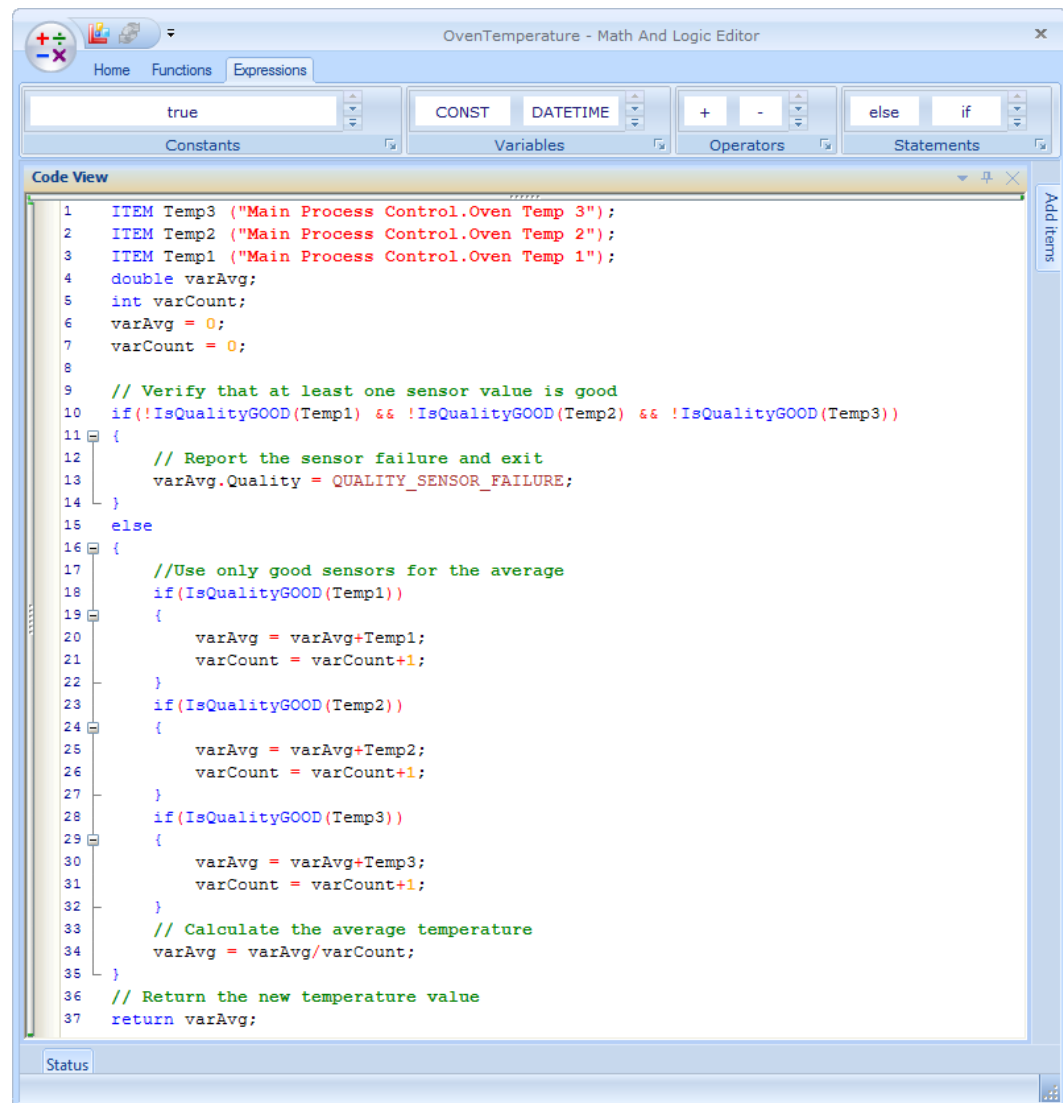 OvenTemperature - Math And Logic Editor
Home Functions Expressions
true CONST DATETIME + - else if
Constants Variables Operators Statements
Code View
Add items
1 ITEM Temp3 ("Main Process Control.Oven Temp 3");
2 ITEM Temp2 ("Main Process Control.Oven Temp 2");
3 ITEM Temp1 ("Main Process Control.Oven Temp 1");
4 double varAvg;
5 int varCount;
6 varAvg = 0;
7 varCount = 0;
8
9 // Verify that at least one sensor value is good
10 if(!IsQualityGOOD(Temp1) && !IsQualityGOOD(Temp2) && !IsQualityGOOD(Temp3))
11 {
12 // Report the sensor failure and exit
13 varAvg.Quality = QUALITY_SENSOR_FAILURE;
14 }
15 else
16 {
17 //Use only good sensors for the average
18 if(IsQualityGOOD(Temp1))
19 {
20 varAvg = varAvg+Temp1;
21 varCount = varCount+1;
22 }
23 if(IsQualityGOOD(Temp2))
24 {
25 varAvg = varAvg+Temp2;
26 varCount = varCount+1;
27 }
28 if(IsQualityGOOD(Temp3))
29 {
30 varAvg = varAvg+Temp3;
31 varCount = varCount+1;
32 }
33 // Calculate the average temperature
34 varAvg = varAvg/varCount;
35 }
36 // Return the new temperature value
37 return varAvg;
Status